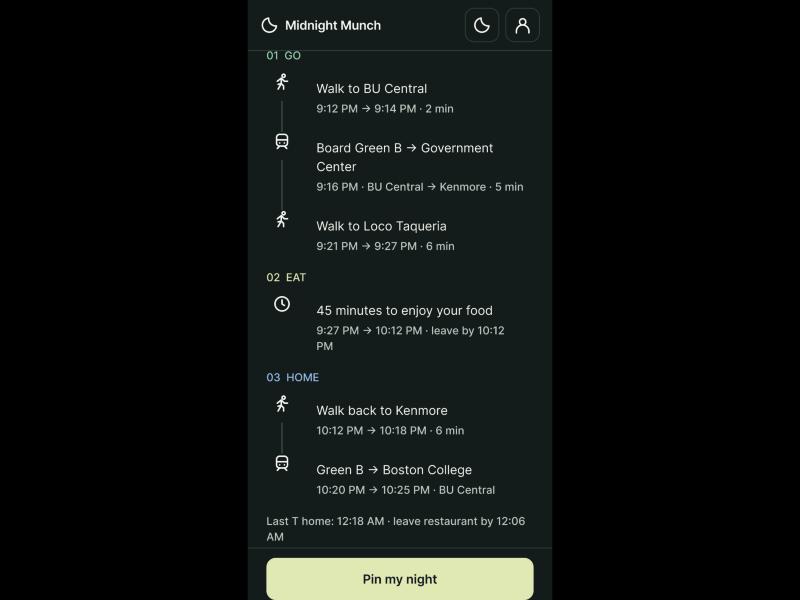 Midnight Munch
01 GO
Walk to BU Central
9:12 PM → 9:14 PM · 2 min
Board Green B → Government
Center
9:16 PM · BU Central → Kenmore · 5 min
Walk to Loco Taqueria
9:21 PM → 9:27 PM · 6 min
02 EAT
45 minutes to enjoy your food
9:27 PM → 10:12 PM · leave by 10:12
PM
03 HOME
Walk back to Kenmore
10:12 PM → 10:18 PM · 6 min
Green B → Boston College
10:20 PM → 10:25 PM · BU Central
Last T home: 12:18 AM · leave restaurant by 12:06
AM
Pin my night